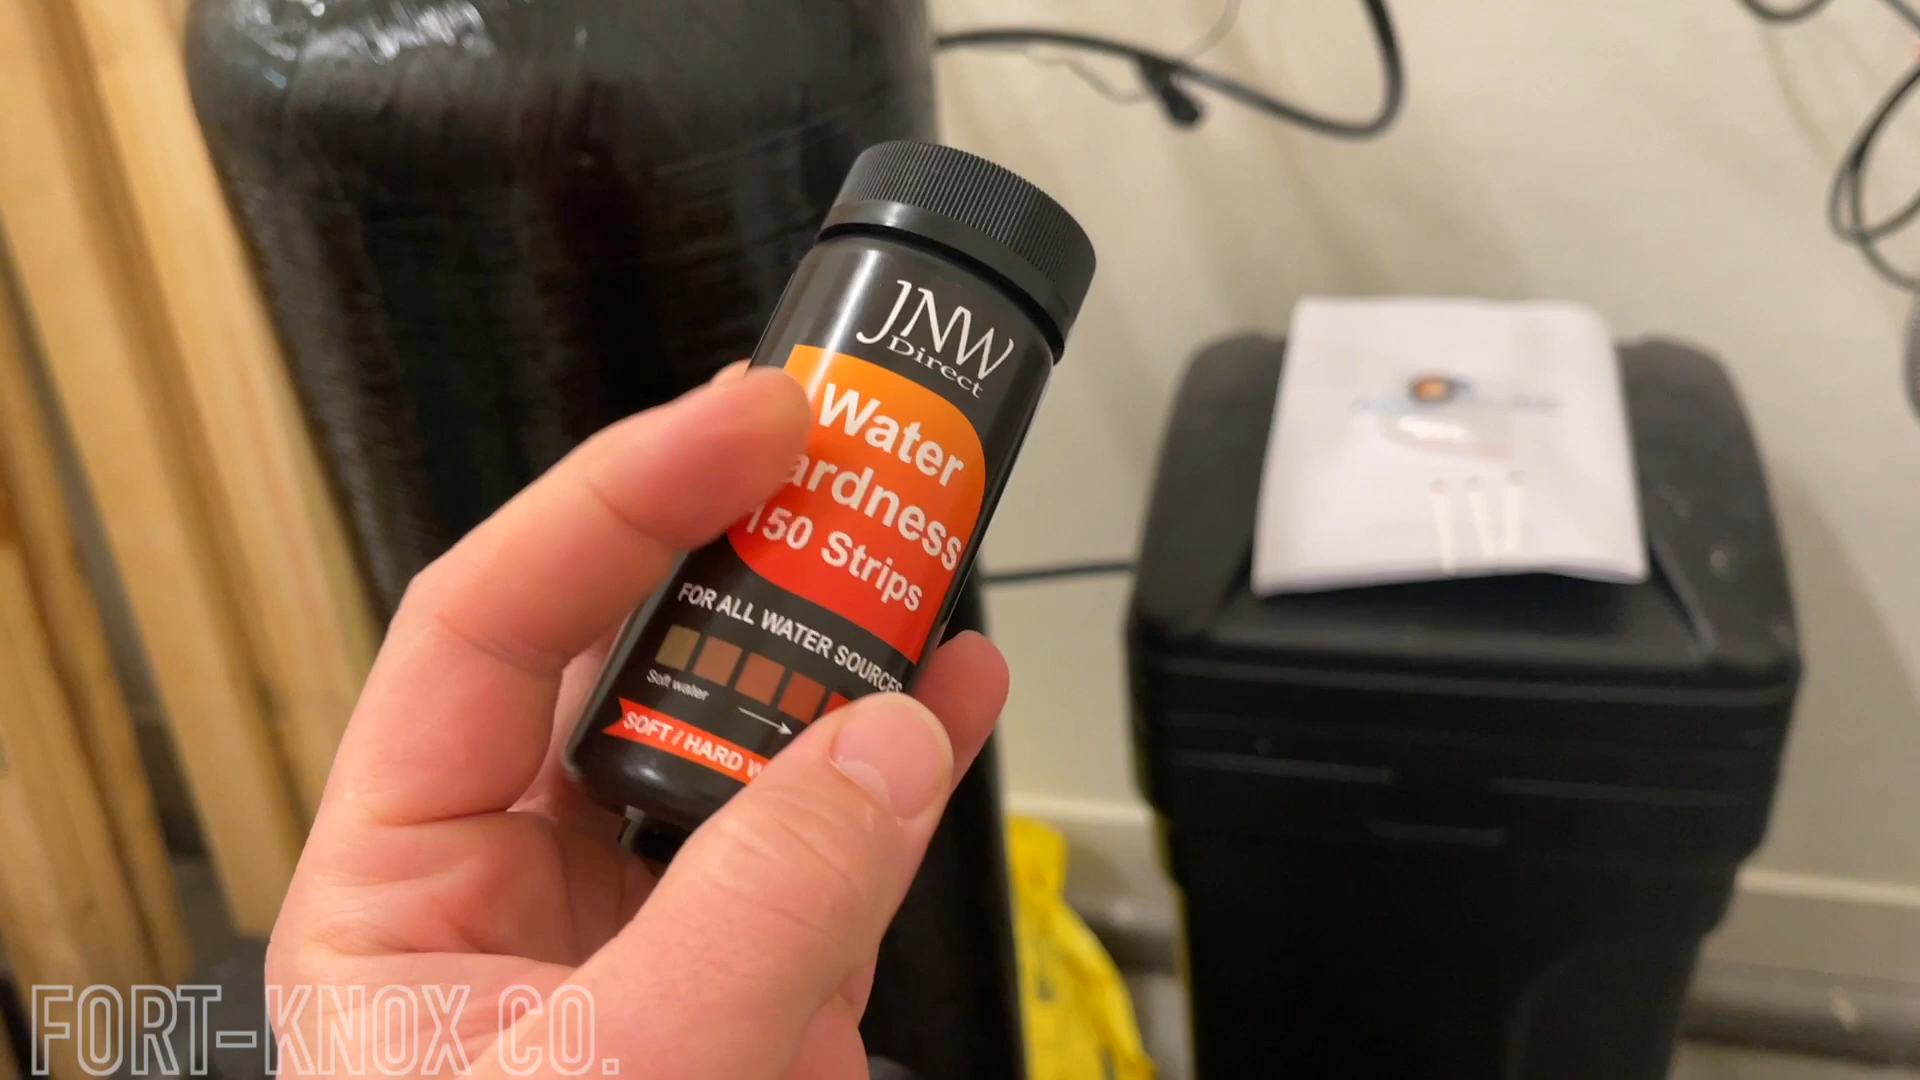 JNW
Direct
Water
ardness
150 Strips
FOR ALL WATER SOURCES
Soft water
SOFT / HARD W
FORT-KNOX CO.